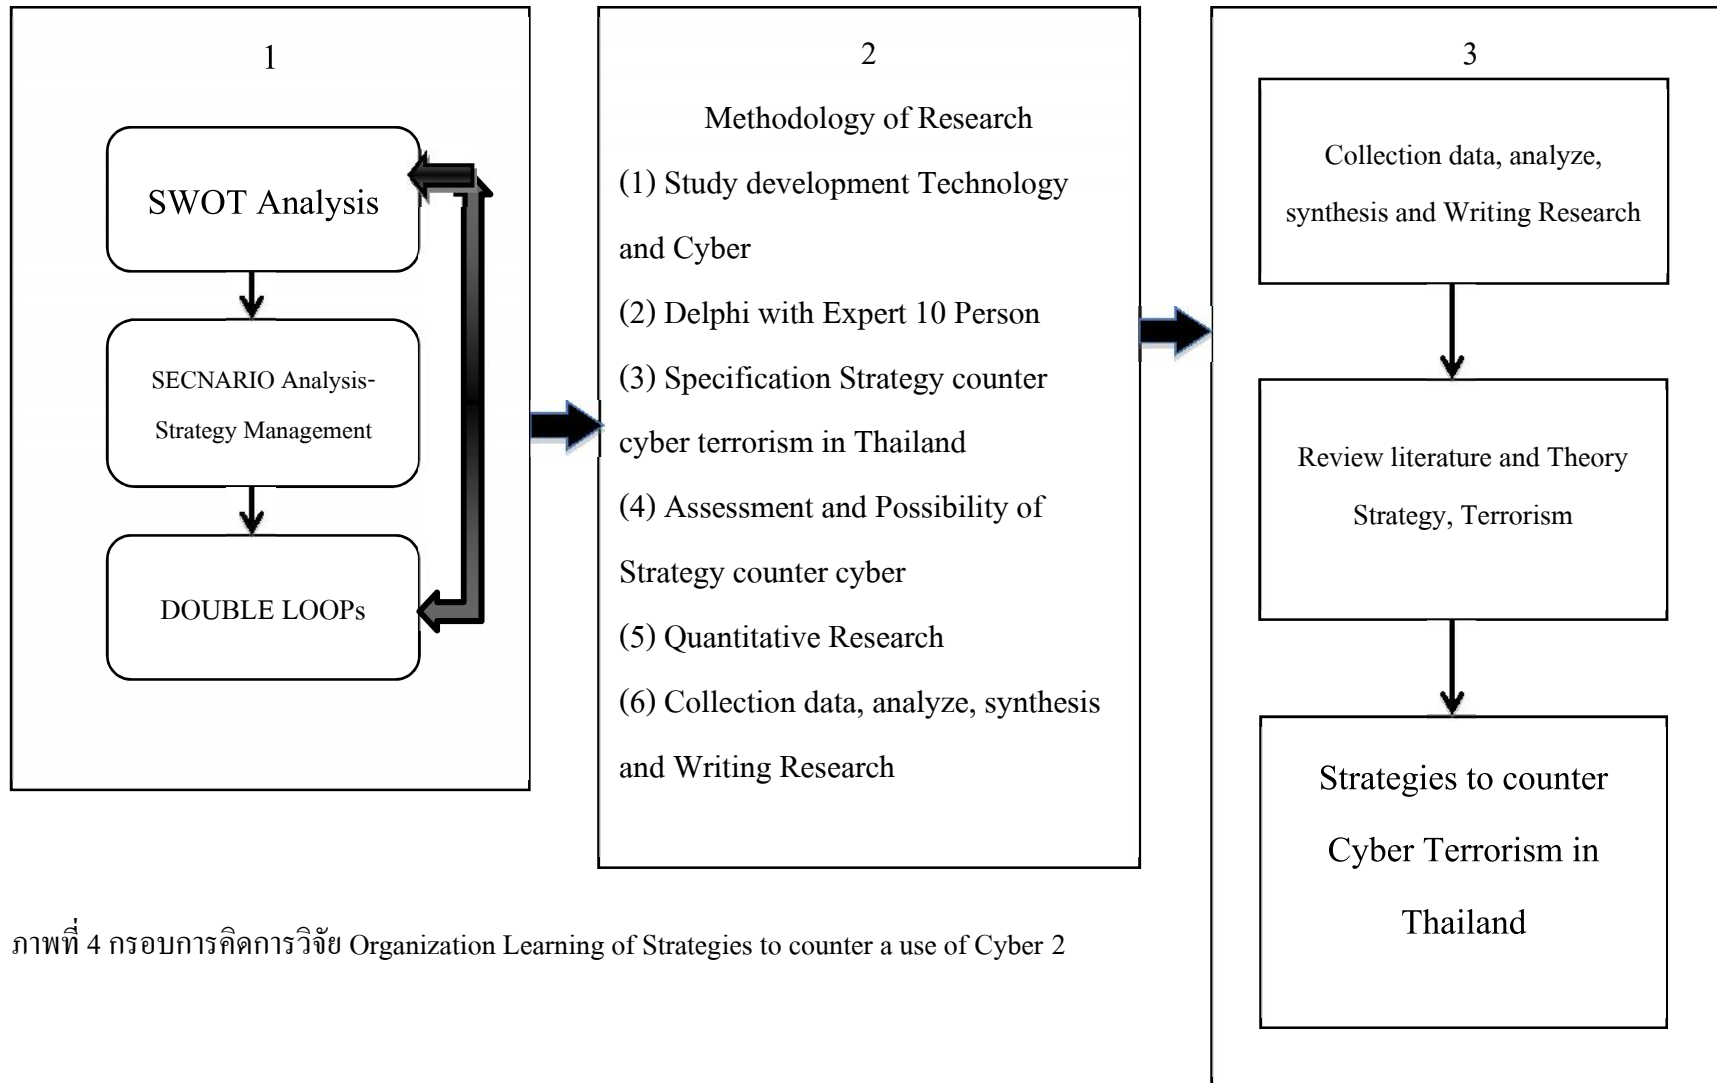 1
SWOT Analysis
SECNARIO Analysis-
Strategy Management
DOUBLE LOOPs
2
Methodology of Research
(1) Study development Technology
and Cyber
(2) Delphi with Expert 10 Person
(3) Specification Strategy counter
cyber terrorism in Thailand
(4) Assessment and Possibility of
Strategy counter cyber
(5) Quantitative Research
(6) Collection data, analyze, synthesis
and Writing Research
3
Collection data, analyze,
synthesis and Writing Research
Review literature and Theory
Strategy, Terrorism
Strategies to counter
Cyber Terrorism in
Thailand
ภาพที่ 4 กรอบการคิดการวิจัย Organization Learning of Strategies to counter a use of Cyber 2